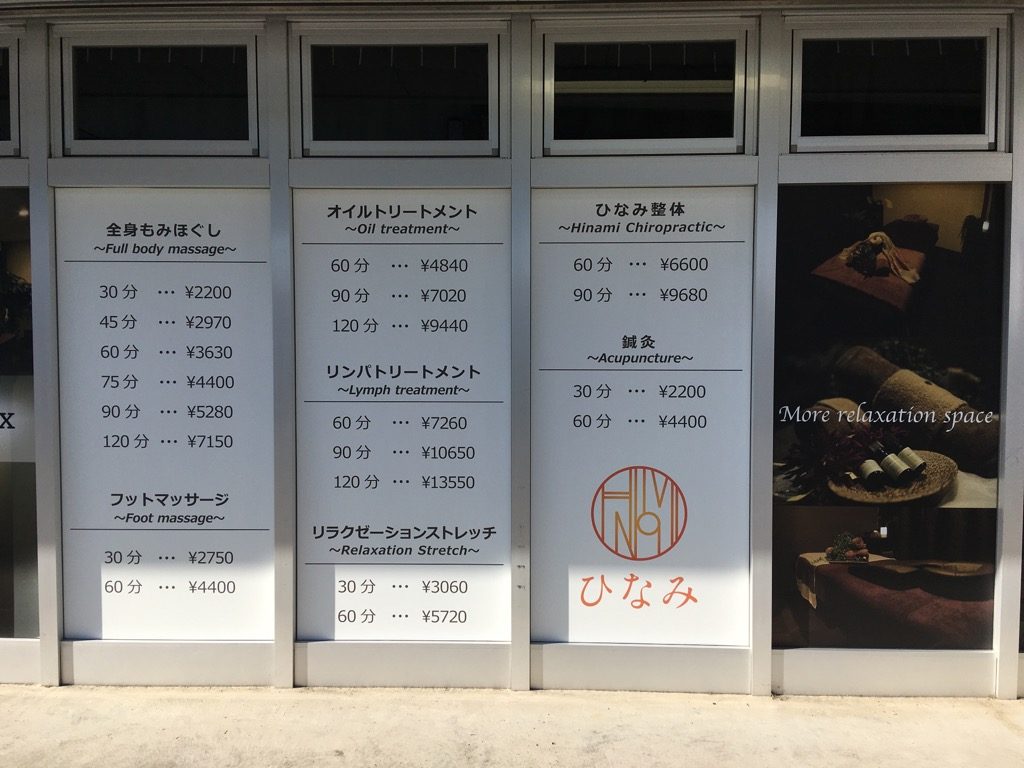 x
全身もみほぐし
～Full body massage～
30分 … ¥2200
45分 … ¥2970
60分 … ¥3630
75分 … ¥4400
90分 … ¥5280
120分 … ¥7150
フットマッサージ
～Foot massage～
30分 … ¥2750
60分 … ¥4400
オイルトリートメント
～Oil treatment～
60分 … ¥4840
90分 … ¥7020
120分 … ¥9440
リンパトリートメント
～Lymph treatment～
60分 … ¥7260
90分 … ¥10650
120分 … ¥13550
リラクゼーションストレッチ
～Relaxation Stretch～
30分 … ¥3060
60分 … ¥5720
ひなみ整体
～Hinami Chiropractic～
60分 … ¥6600
90分 … ¥9680
鍼灸
～Acupuncture～
30分 … ¥2200
60分 … ¥4400
HINAMI
ひなみ
More relaxation space